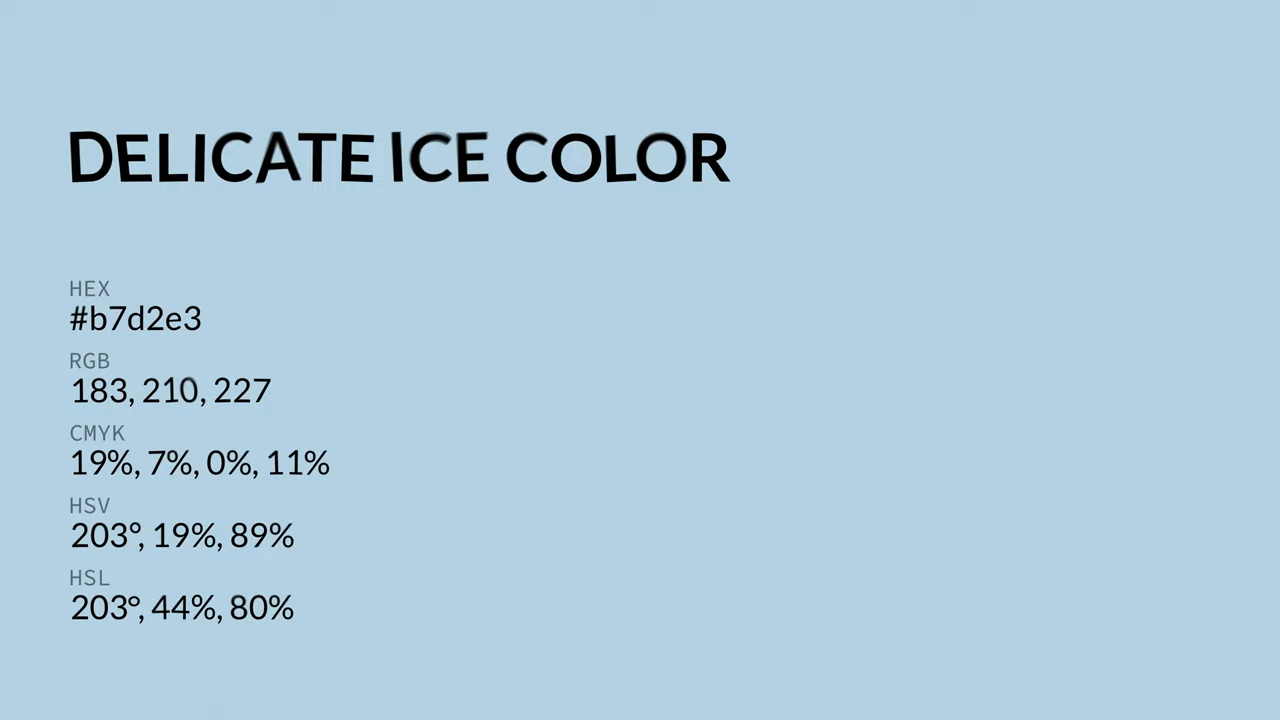 DELICATE ICE COLOR
HEX
#b7d2e3
RGB
183, 210, 227
CMYK
19%, 7%, 0%, 11%
HSV
203°, 19%, 89%
HSL
203°, 44%, 80%